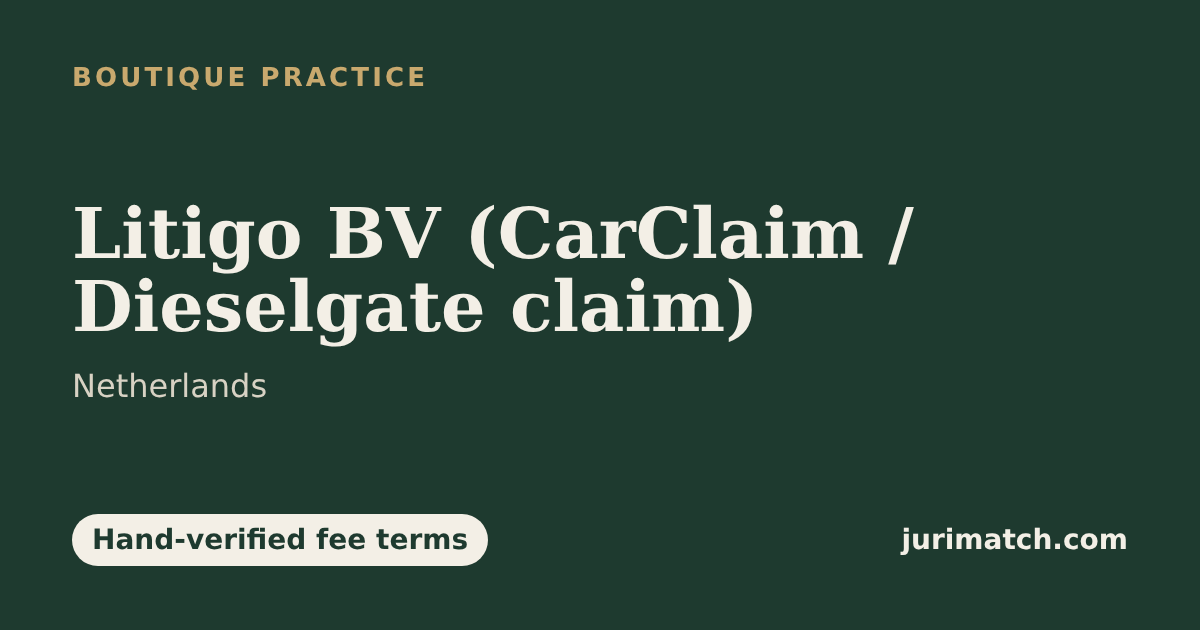 BOUTIQUE PRACTICE
Litigo BV (CarClaim /
Dieselgate claim)
Netherlands
Hand-verified fee terms
jurimatch.com